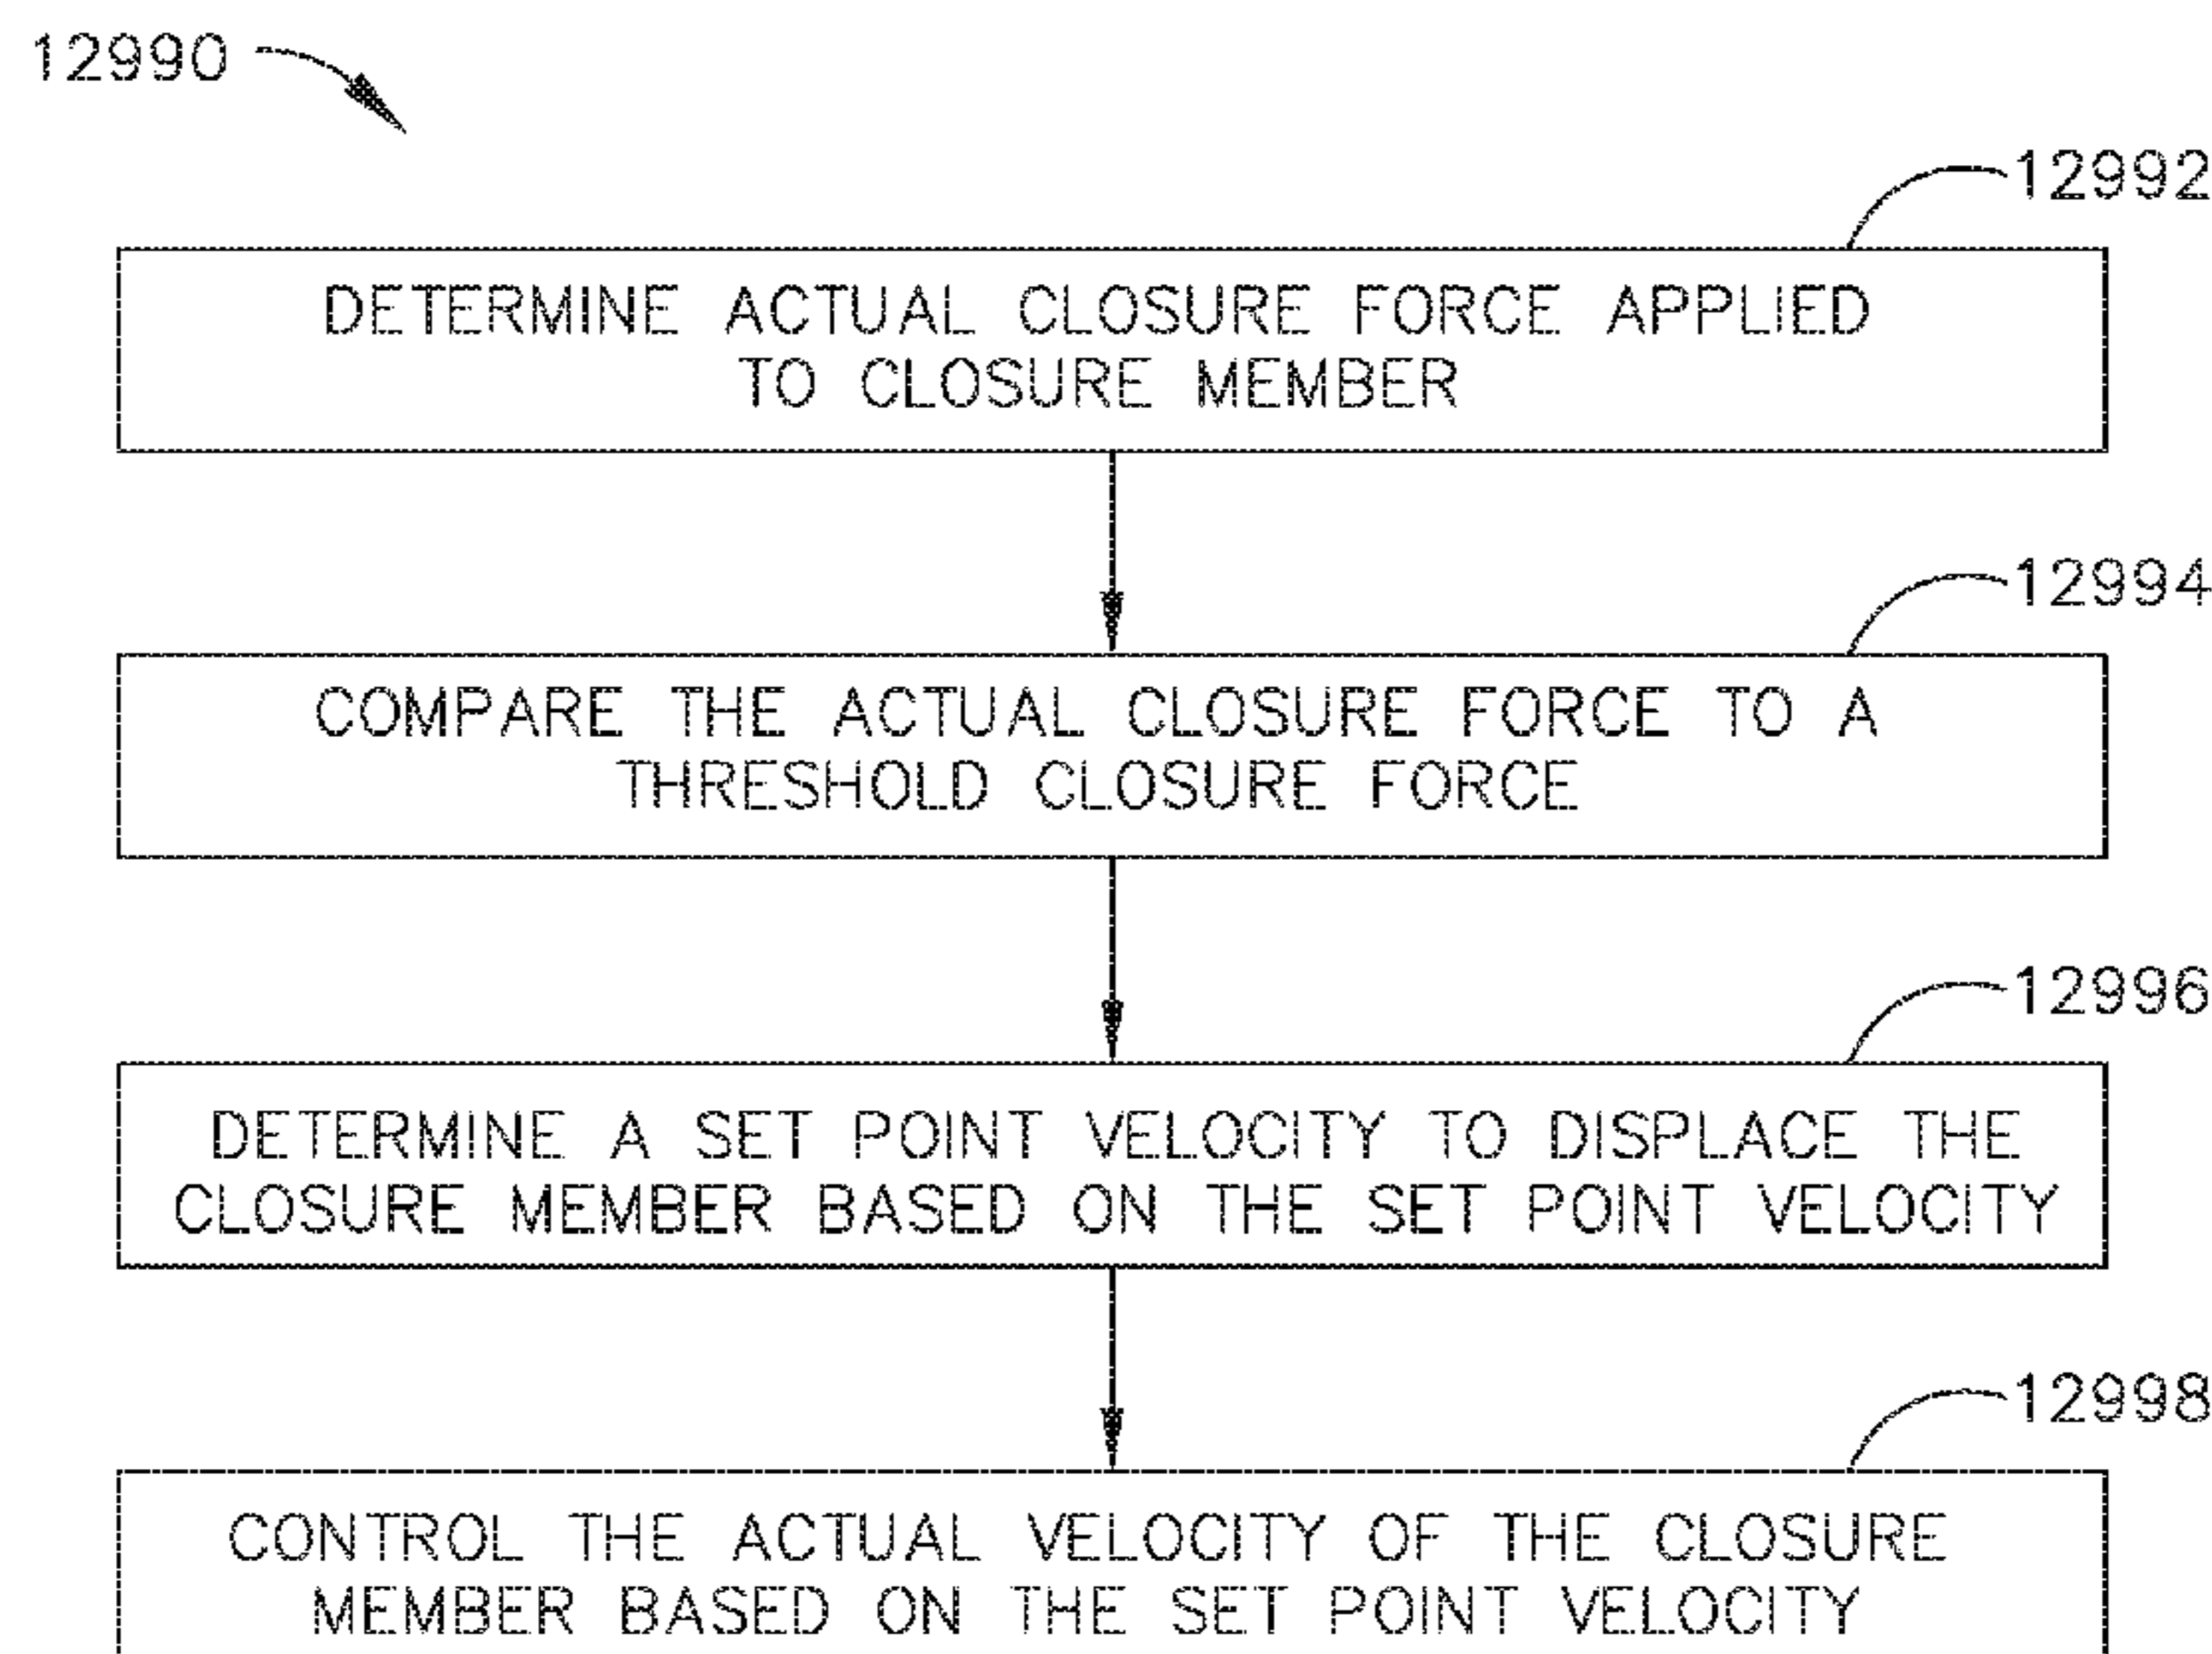 12990
12992
DETERMINE ACTUAL CLOSURE FORCE APPLIED
TO CLOSURE MEMBER
12994
COMPARE THE ACTUAL CLOSURE FORCE TO A
THRESHOLD CLOSURE FORCE
12996
DETERMINE A SET POINT VELOCITY TO DISPLACE THE
CLOSURE MEMBER BASED ON THE SET POINT VELOCITY
12998
CONTROL THE ACTUAL VELOCITY OF THE CLOSURE
MEMBER BASED ON THE SET POINT VELOCITY